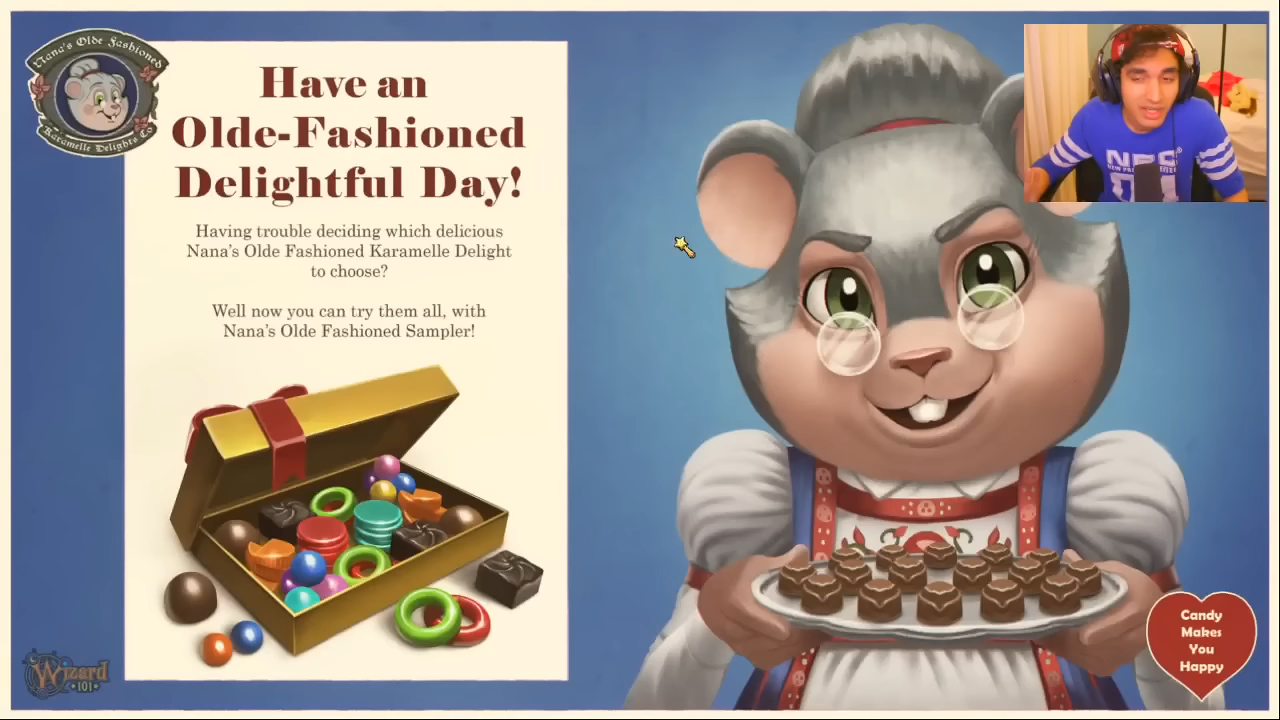 Nana's Olde Fashioned
Karamelle Delights Co
Have an
Olde-Fashioned
Delightful Day!
Having trouble deciding which delicious
Nana's Olde Fashioned Karamelle Delight
to choose?
Well now you can try them all, with
Nana's Olde Fashioned Sampler!
Candy
Makes
You
Happy
Wizard
101